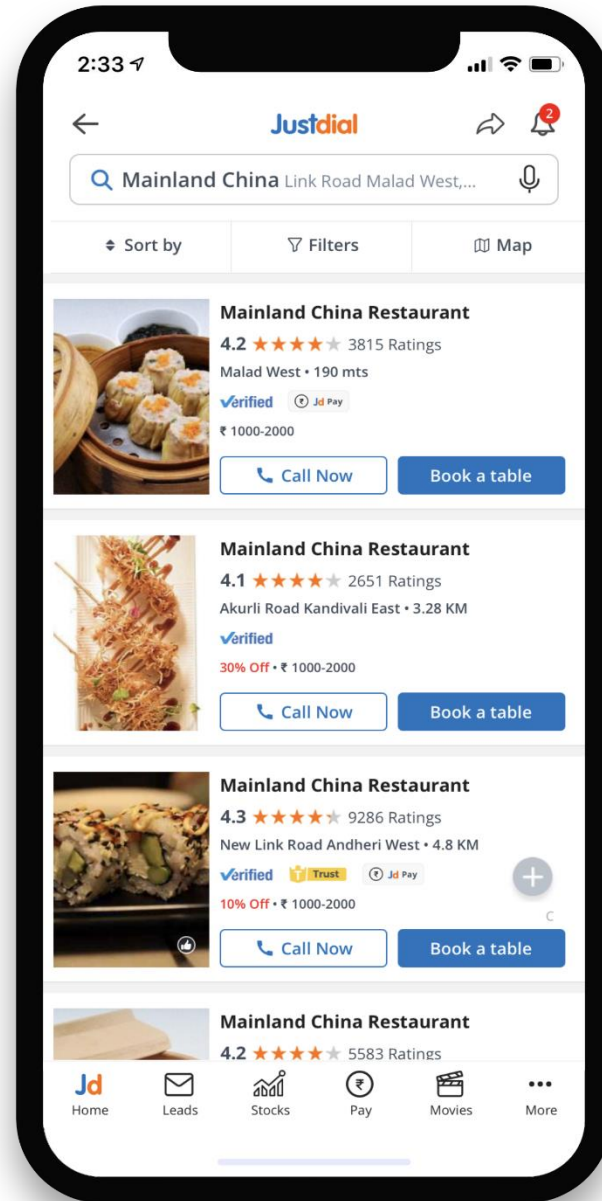 2:33
Justdial
2
Mainland China Link Road Malad West,...
Sort by
Filters
Map
Mainland China Restaurant
4.2 3815 Ratings
Malad West • 190 mts
Verified ₹ Jd Pay
₹ 1000-2000
Call Now
Book a table
Mainland China Restaurant
4.1 2651 Ratings
Akurli Road Kandivali East • 3.28 KM
Verified
30% Off • ₹ 1000-2000
Call Now
Book a table
Mainland China Restaurant
4.3 9286 Ratings
New Link Road Andheri West • 4.8 KM
Verified T Trust ₹ Jd Pay
10% Off • ₹ 1000-2000
C
Call Now
Book a table
Mainland China Restaurant
4.2 5583 Ratings
Jd
Home
Leads
Stocks
₹
Pay
Movies
More